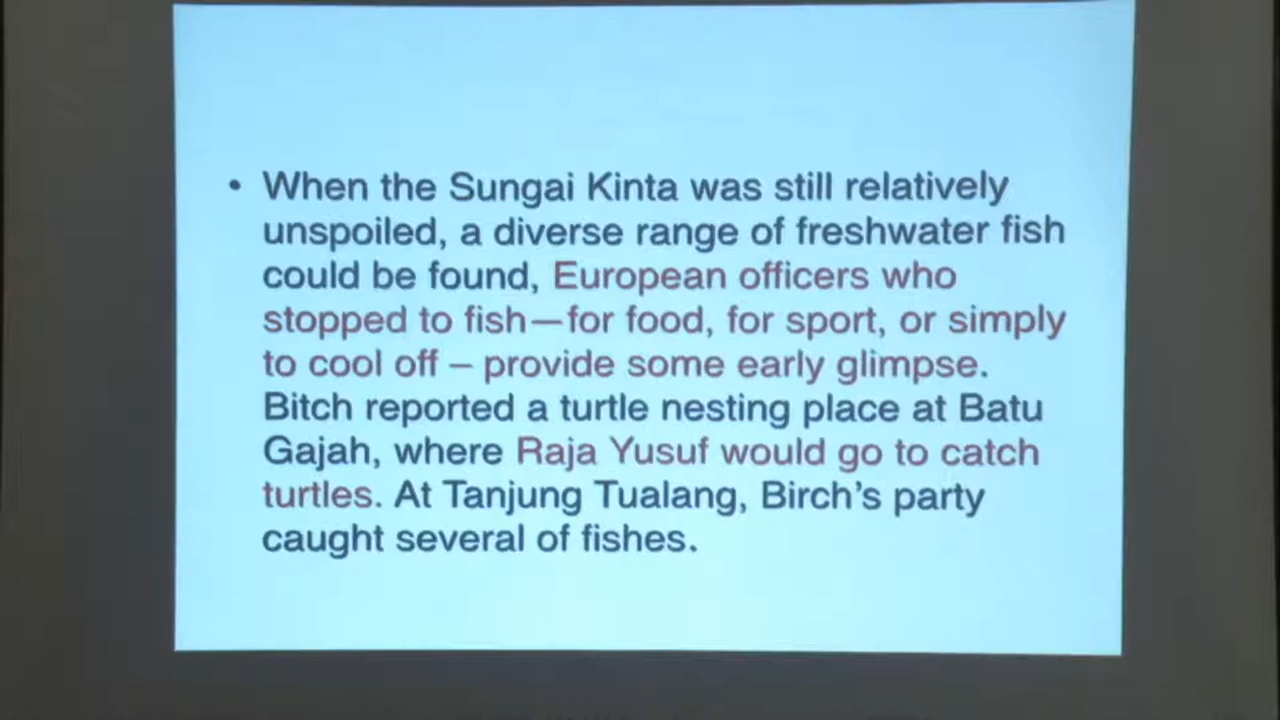 • When the Sungai Kinta was still relatively
unspoiled, a diverse range of freshwater fish
could be found, European officers who
stopped to fish—for food, for sport, or simply
to cool off – provide some early glimpse.
Bitch reported a turtle nesting place at Batu
Gajah, where Raja Yusuf would go to catch
turtles. At Tanjung Tualang, Birch's party
caught several of fishes.